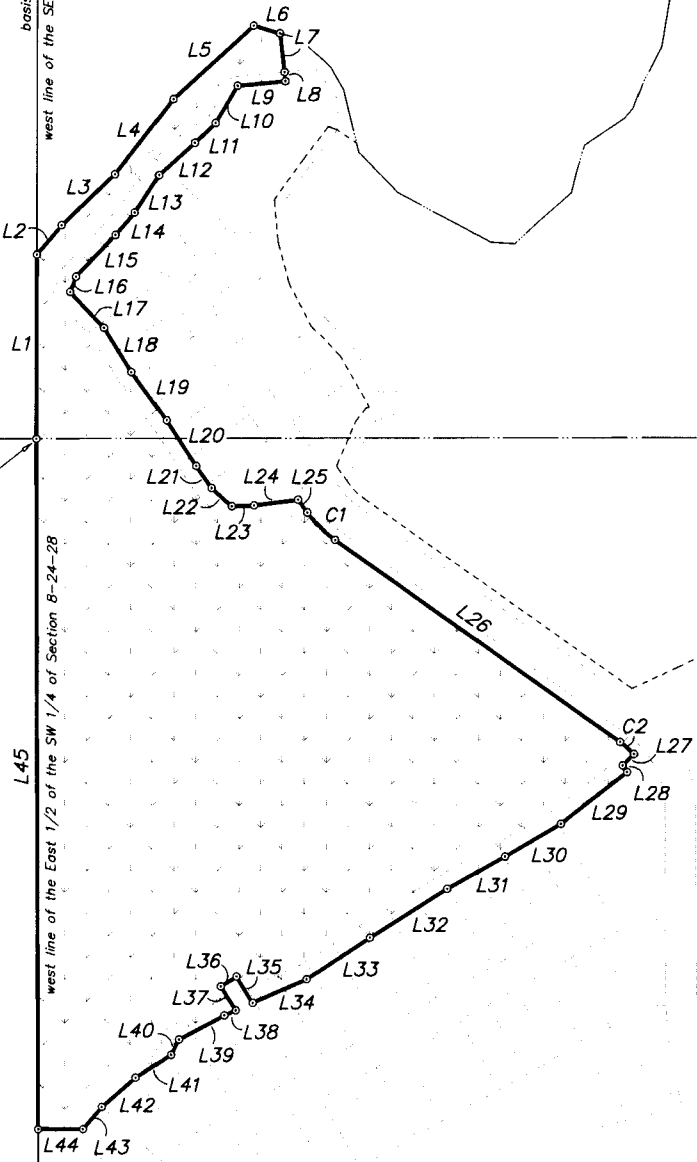 basis
west line of the SE
L6
L5
L7
L8
L9
L10
L4
L11
L12
L3
L13
L2
L14
L15
L16
L17
L1
L18
L19
L20
L21
L24
L25
L22
L23
C1
L26
C2
L27
L28
L29
L45
west line of the East 1/2 of the SW 1/4 of Section 8-24-28
L30
L31
L32
L36
L35
L33
L37
L34
L38
L40
L39
L41
L42
L44
L43